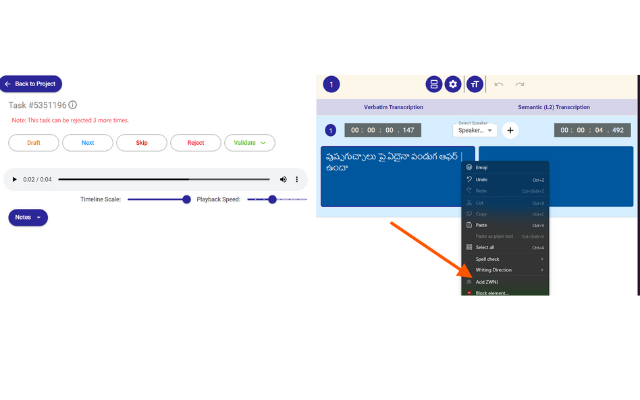 Back to Project
Task #5351196
Note: This task can be rejected 3 more times.
Draft
Next
Skip
Reject
Validate
0:02 / 0:04
Timeline Scale:
Playback Speed:
Notes
1
Verbatim Transcription
Semantic (L2) Transcription
1
00 : 00 : 00 . 147
Select Speaker
Speaker...
00 : 00 : 04 . 492
పుష్పగుచ్ఛాలు పై ఏదైనా పండుగ ఆఫర్
ఉందా
Emoji
Undo Ctrl+Z
Redo Ctrl+Shift+Z
Cut Ctrl+X
Copy Ctrl+C
Paste Ctrl+V
Paste as plain text Ctrl+Shift+V
Select all Ctrl+A
Spell check
Writing Direction
Add ZWNJ
Block element...